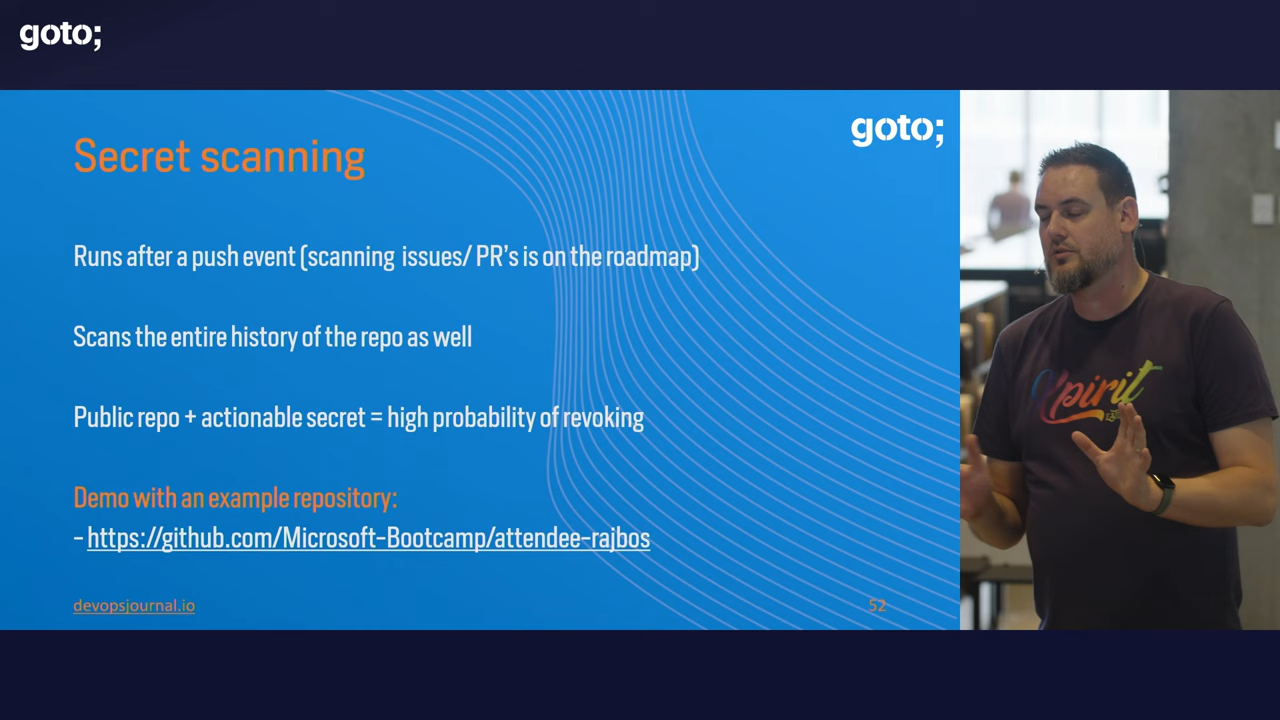 goto;
goto;
Secret scanning
Runs after a push event (scanning issues/ PR's is on the roadmap)
Scans the entire history of the repo as well
Public repo + actionable secret = high probability of revoking
Demo with an example repository:
- https://github.com/Microsoft-Bootcamp/attendee-rajbos
devopsjournal.io
52
Xpirit